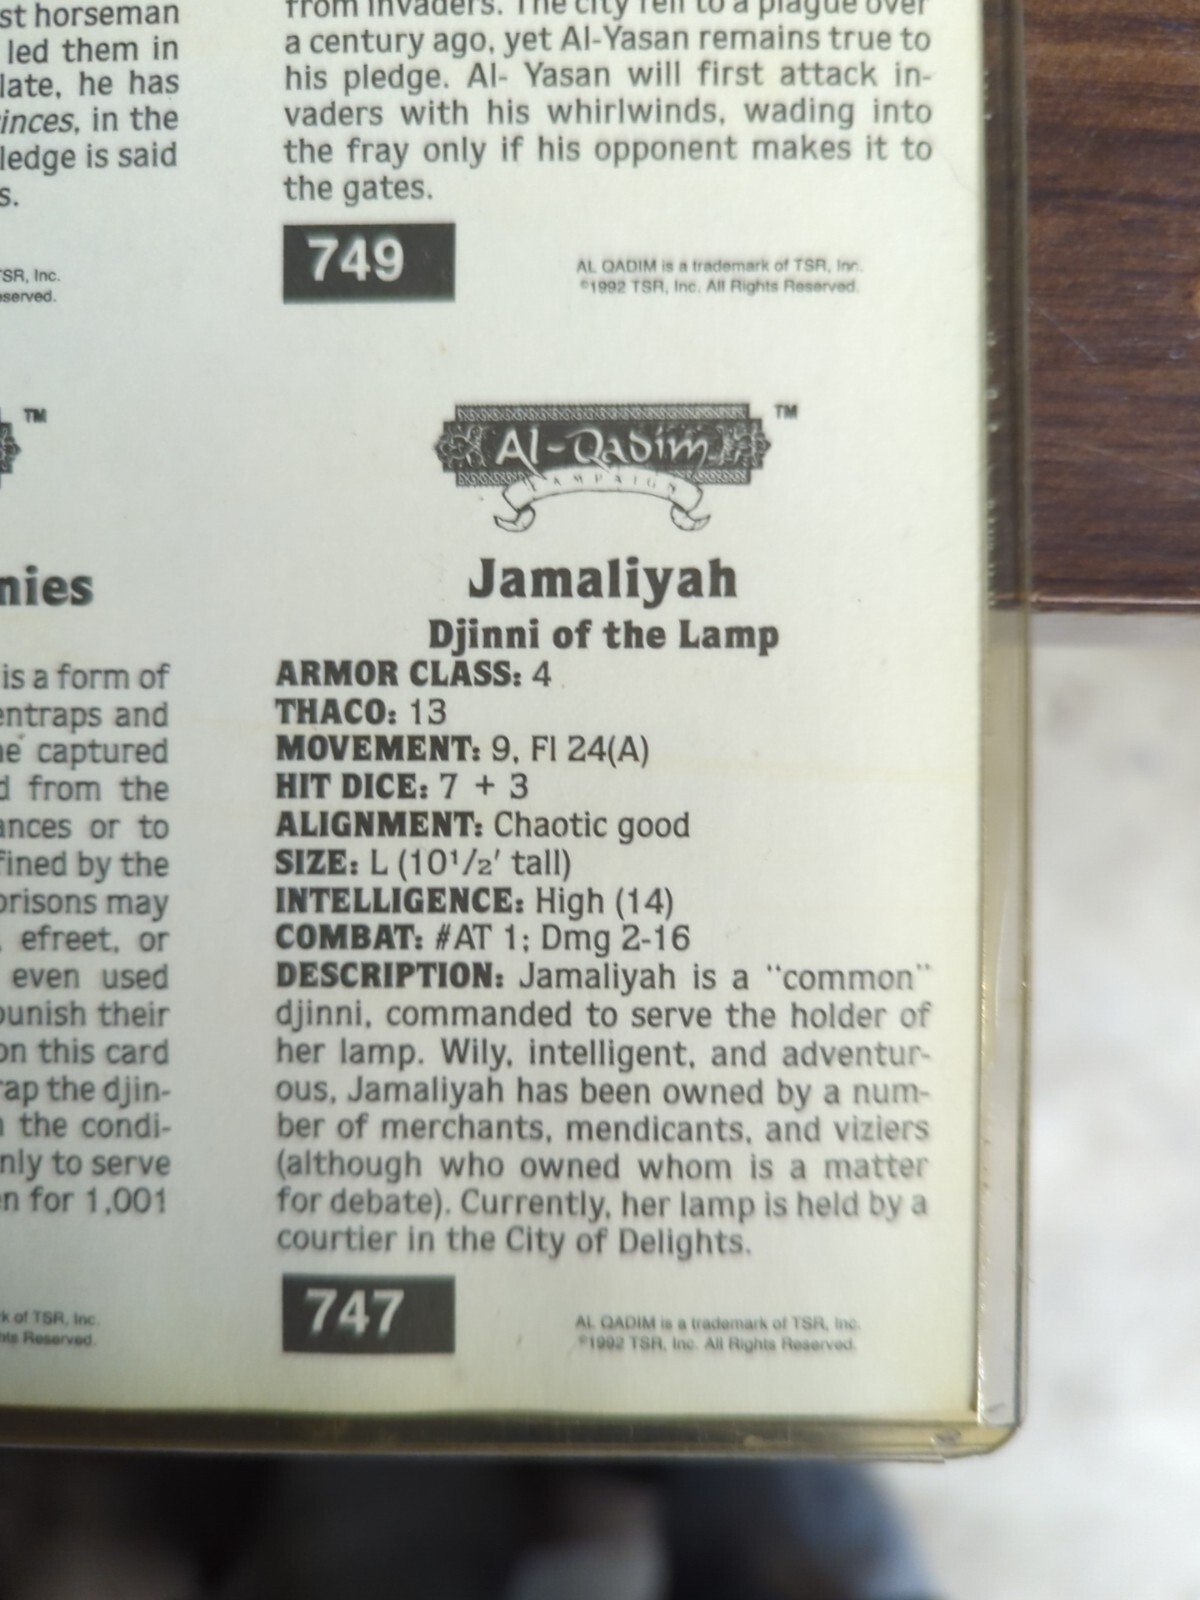 st horseman
led them in
late, he has
inces, in the
ledge is said
s.
TSR, Inc.
from invaders. The city fell to a plague over
a century ago, yet Al-Yasan remains true to
his pledge. Al- Yasan will first attack in-
vaders with his whirlwinds, wading into
the fray only if his opponent makes it to
the gates.
749
AL QADIM is a trademark of TSR, Inc.
©1992 TSR, Inc. All Rights Reserved.
TM
nies
is a form of
entraps and
captured
d from the
ances or to
fined by the
prisons may
, efreet, or
even used
punish their
on this card
rap the djin-
the condi-
nly to serve
n for 1,001
k of TSR, Inc.
hts Reserved.
Al-Qadim TM
CAMPAIGN
Jamaliyah
Djinni of the Lamp
ARMOR CLASS: 4
THACO: 13
MOVEMENT: 9, Fl 24(A)
HIT DICE: 7 + 3
ALIGNMENT: Chaotic good
SIZE: L (10½' tall)
INTELLIGENCE: High (14)
COMBAT: #AT 1; Dmg 2-16
DESCRIPTION: Jamaliyah is a "common"
djinni, commanded to serve the holder of
her lamp. Wily, intelligent, and adventur-
ous, Jamaliyah has been owned by a num-
ber of merchants, mendicants, and viziers
(although who owned whom is a matter
for debate). Currently, her lamp is held by a
courtier in the City of Delights.
747
AL QADIM is a trademark of TSR, Inc.
©1992 TSR, Inc. All Rights Reserved.